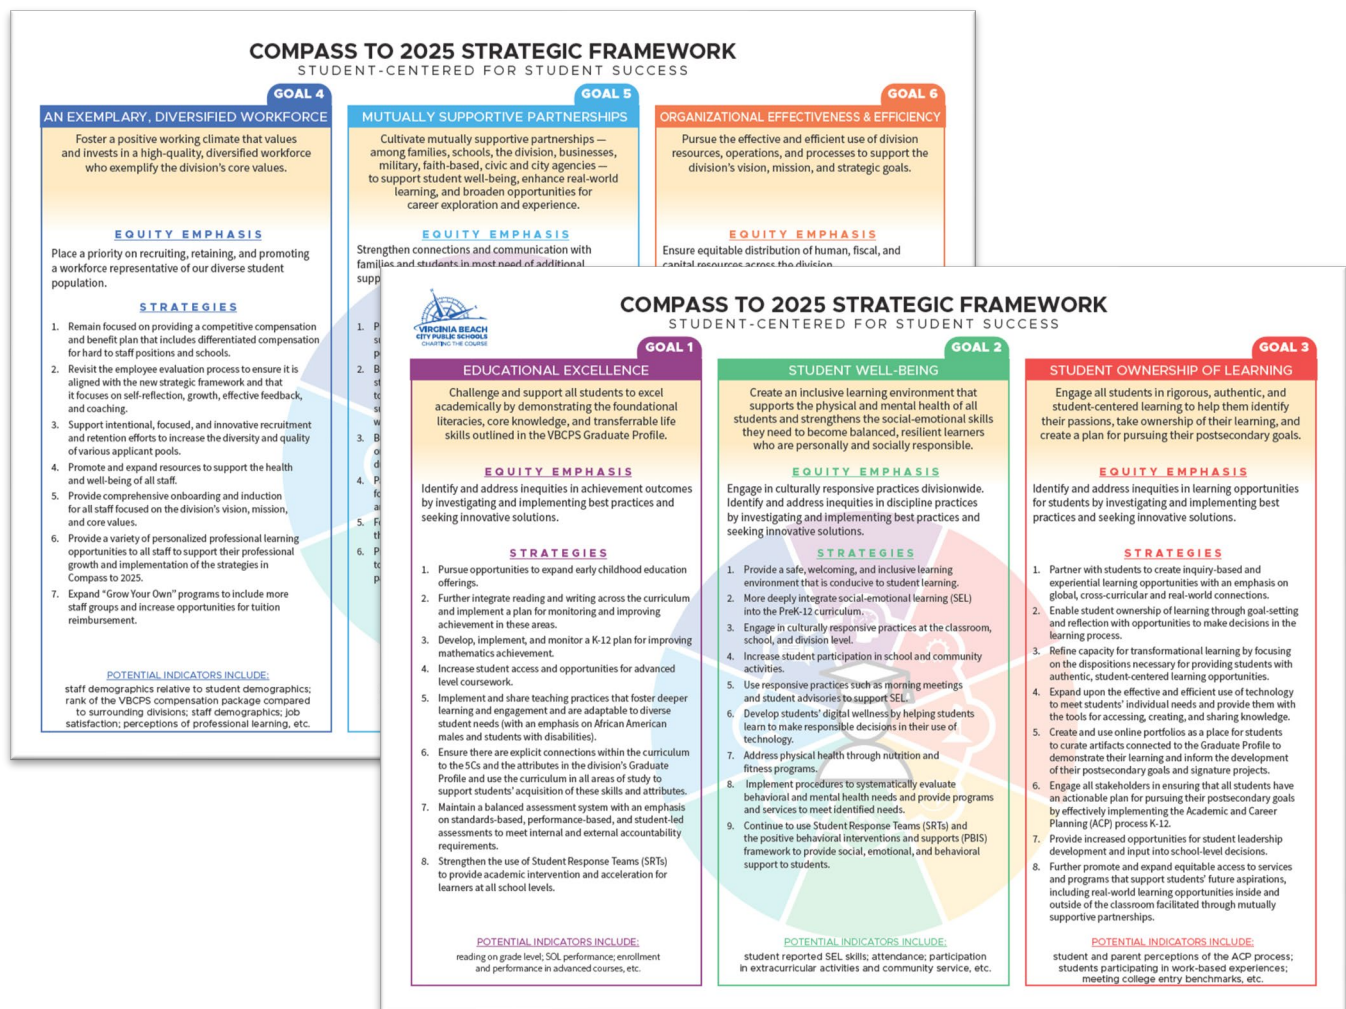 COMPASS TO 2025 STRATEGIC FRAMEWORK
STUDENT-CENTERED FOR STUDENT SUCCESS
GOAL 4
AN EXEMPLARY, DIVERSIFIED WORKFORCE
Foster a positive working climate that values
and invests in a high-quality, diversified workforce
who exemplify the division's core values.
EQUITY EMPHASIS
Place a priority on recruiting, retaining, and promoting
a workforce representative of our diverse student
population.
STRATEGIES
1. Remain focused on providing a competitive compensation
and benefit plan that includes differentiated compensation
for hard to staff positions and schools.
2. Revisit the employee evaluation process to ensure it is
aligned with the new strategic framework and that
it focuses on self-reflection, growth, effective feedback,
and coaching.
3. Support intentional, focused, and innovative recruitment
and retention efforts to increase the diversity and quality
of various applicant pools.
4. Promote and expand resources to support the health
and well-being of all staff.
5. Provide comprehensive onboarding and induction
for all staff focused on the division's vision, mission,
and core values.
6. Provide a variety of personalized professional learning
opportunities to all staff to support their professional
growth and implementation of the strategies in
Compass to 2025.
7. Expand "Grow Your Own" programs to include more
staff groups and increase opportunities for tuition
reimbursement.
POTENTIAL INDICATORS INCLUDE:
staff demographics relative to student demographics;
rank of the VBCPS compensation package compared
to surrounding divisions; staff demographics; job
satisfaction; perceptions of professional learning, etc.
GOAL 5
MUTUALLY SUPPORTIVE PARTNERSHIPS
Cultivate mutually supportive partnerships —
among families, schools, the division, businesses,
military, faith-based, civic and city agencies —
to support student well-being, enhance real-world
learning, and broaden opportunities for
career exploration and experience.
EQUITY EMPHASIS
Strengthen connections and communication with
families and students in most need of additional
1.
2.
3.
4.
5.
6.
GOAL 6
ORGANIZATIONAL EFFECTIVENESS & EFFICIENCY
Pursue the effective and efficient use of division
resources, operations, and processes to support the
division's vision, mission, and strategic goals.
EQUITY EMPHASIS
Ensure equitable distribution of human, fiscal, and
capital resources across the division.
VIRGINIA BEACH
CITY PUBLIC SCHOOLS
CHARTING THE COURSE
COMPASS TO 2025 STRATEGIC FRAMEWORK
STUDENT-CENTERED FOR STUDENT SUCCESS
GOAL 1
EDUCATIONAL EXCELLENCE
Challenge and support all students to excel
academically by demonstrating the foundational
literacies, core knowledge, and transferrable life
skills outlined in the VBCPS Graduate Profile.
EQUITY EMPHASIS
Identify and address inequities in achievement outcomes
by investigating and implementing best practices and
seeking innovative solutions.
STRATEGIES
1. Pursue opportunities to expand early childhood education
offerings.
2. Further integrate reading and writing across the curriculum
and implement a plan for monitoring and improving
achievement in these areas.
3. Develop, implement, and monitor a K-12 plan for improving
mathematics achievement.
4. Increase student access and opportunities for advanced
level coursework.
5. Implement and share teaching practices that foster deeper
learning and engagement and are adaptable to diverse
student needs (with an emphasis on African American
males and students with disabilities).
6. Ensure there are explicit connections within the curriculum
to the 5Cs and the attributes in the division's Graduate
Profile and use the curriculum in all areas of study to
support students' acquisition of these skills and attributes.
7. Maintain a balanced assessment system with an emphasis
on standards-based, performance-based, and student-led
assessments to meet internal and external accountability
requirements.
8. Strengthen the use of Student Response Teams (SRTs)
to provide academic intervention and acceleration for
learners at all school levels.
POTENTIAL INDICATORS INCLUDE:
reading on grade level; SOL performance; enrollment
and performance in advanced courses, etc.
GOAL 2
STUDENT WELL-BEING
Create an inclusive learning environment that
supports the physical and mental health of all
students and strengthens the social-emotional skills
they need to become balanced, resilient learners
who are personally and socially responsible.
EQUITY EMPHASIS
Engage in culturally responsive practices divisionwide.
Identify and address inequities in discipline practices
by investigating and implementing best practices and
seeking innovative solutions.
STRATEGIES
1. Provide a safe, welcoming, and inclusive learning
environment that is conducive to student learning.
2. More deeply integrate social-emotional learning (SEL)
into the PreK-12 curriculum.
3. Engage in culturally responsive practices at the classroom,
school, and division level.
4. Increase student participation in school and community
activities.
5. Use responsive practices such as morning meetings
and student advisories to support SEL.
6. Develop students' digital wellness by helping students
learn to make responsible decisions in their use of
technology.
7. Address physical health through nutrition and
fitness programs.
8. Implement procedures to systematically evaluate
behavioral and mental health needs and provide programs
and services to meet identified needs.
9. Continue to use Student Response Teams (SRTs) and
the positive behavioral interventions and supports (PBIS)
framework to provide social, emotional, and behavioral
support to students.
POTENTIAL INDICATORS INCLUDE:
student reported SEL skills; attendance; participation
in extracurricular activities and community service, etc.
GOAL 3
STUDENT OWNERSHIP OF LEARNING
Engage all students in rigorous, authentic, and
student-centered learning to help them identify
their passions, take ownership of their learning, and
create a plan for pursuing their postsecondary goals.
EQUITY EMPHASIS
Identify and address inequities in learning opportunities
for students by investigating and implementing best
practices and seeking innovative solutions.
STRATEGIES
1. Partner with students to create inquiry-based and
experiential learning opportunities with an emphasis on
global, cross-curricular and real-world connections.
2. Enable student ownership of learning through goal-setting
and reflection with opportunities to make decisions in the
learning process.
3. Refine capacity for transformational learning by focusing
on the dispositions necessary for providing students with
authentic, student-centered learning opportunities.
4. Expand upon the effective and efficient use of technology
to meet students' individual needs and provide them with
the tools for accessing, creating, and sharing knowledge.
5. Create and use online portfolios as a place for students
to curate artifacts connected to the Graduate Profile to
demonstrate their learning and inform the development
of their postsecondary goals and signature projects.
6. Engage all stakeholders in ensuring that all students have
an actionable plan for pursuing their postsecondary goals
by effectively implementing the Academic and Career
Planning (ACP) process K-12.
7. Provide increased opportunities for student leadership
development and input into school-level decisions.
8. Further promote and expand equitable access to services
and programs that support students' future aspirations,
including real-world learning opportunities inside and
outside of the classroom facilitated through mutually
supportive partnerships.
POTENTIAL INDICATORS INCLUDE:
student and parent perceptions of the ACP process;
students participating in work-based experiences;
meeting college entry benchmarks, etc.